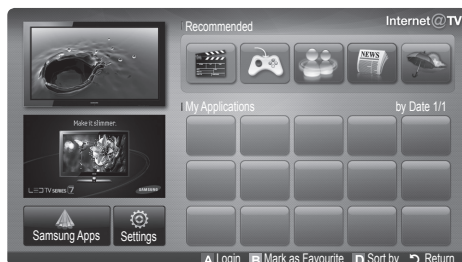 Internet@TV
Recommended
NEWS
My Applications
by Date 1/1
Make it slimmer.
LED TV SERIES 7
SAMSUNG
Samsung Apps
Settings
A Login B Mark as Favourite D Sort by Return